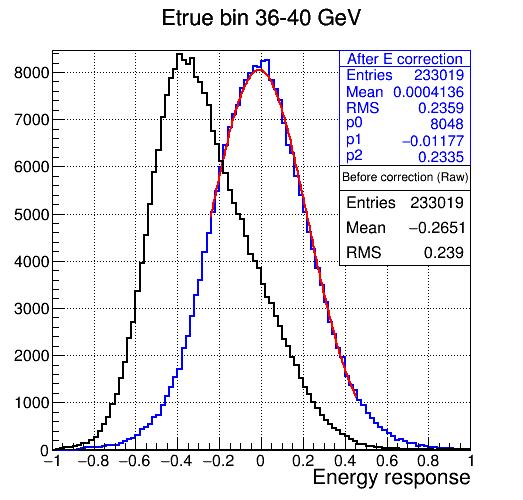 Etrue bin 36-40 GeV
After E correction
Entries 233019
Mean 0.0004136
RMS 0.2359
p0 8048
p1 −0.01177
p2 0.2335
Before correction (Raw)
Entries 233019
Mean −0.2651
RMS 0.239
8000
7000
6000
5000
4000
3000
2000
1000
0
−1 −0.8 −0.6 −0.4 −0.2 0 0.2 0.4 0.6 0.8 1
Energy response